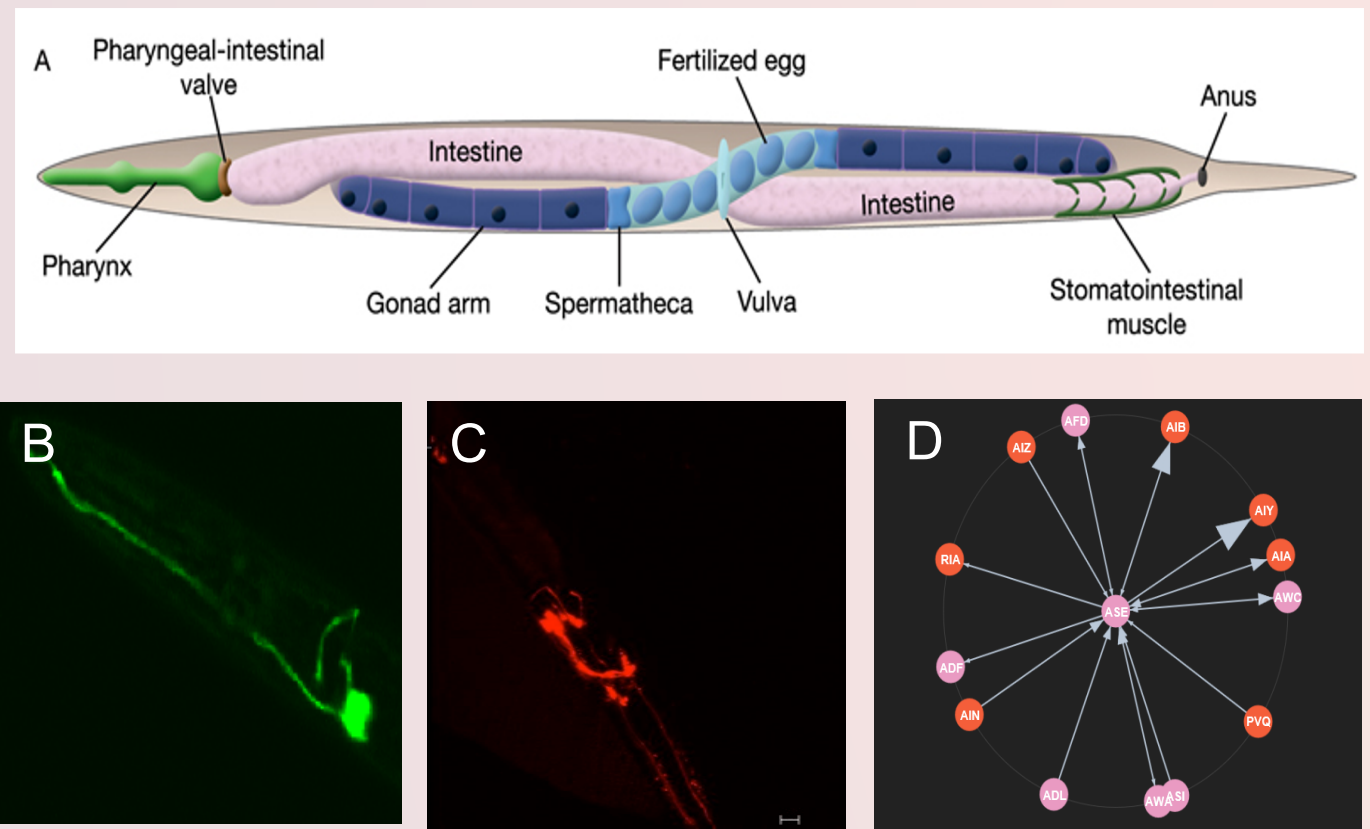 A
Pharyngeal-intestinal
valve
Fertilized egg
Anus
Intestine
Intestine
Pharynx
Gonad arm
Spermatheca
Vulva
Stomatointestinal
muscle
B
C
D
AFD
AIB
AIZ
AIY
AIA
RIA
AWC
ASE
ADF
AIN
PVQ
ADL
AWA
ASI